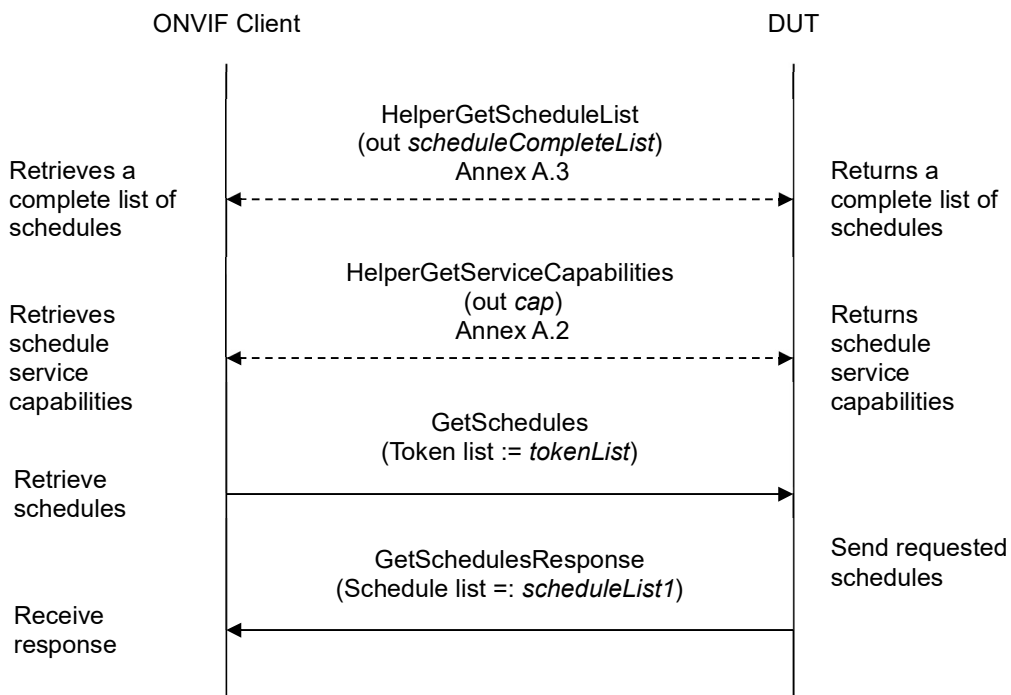 ONVIF Client
DUT
HelperGetScheduleList
(out scheduleCompleteList)
Annex A.3
Retrieves a
complete list of
schedules
Returns a
complete list of
schedules
HelperGetServiceCapabilities
(out cap)
Annex A.2
Retrieves
schedule
service
capabilities
Returns
schedule
service
capabilities
GetSchedules
(Token list := tokenList)
Retrieve
schedules
GetSchedulesResponse
(Schedule list =: scheduleList1)
Send requested
schedules
Receive
response